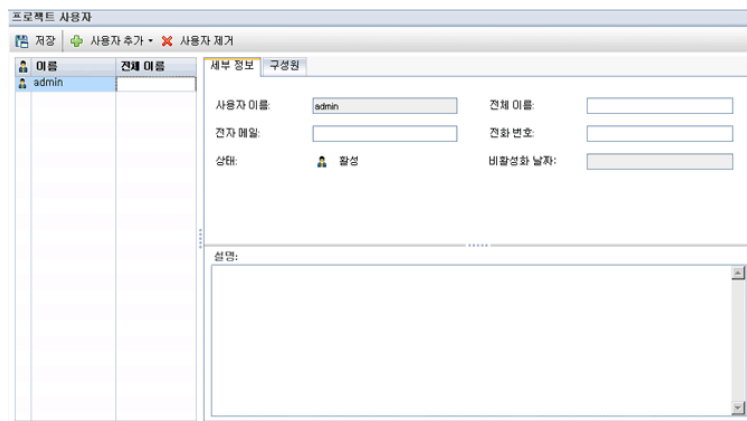 프로젝트 사용자
저장 사용자 추가 사용자 제거
이름 전체 이름
admin
세부 정보 구성원
사용자 이름: admin 전체 이름:
전자 메일: 전화 번호:
상태: 활성 비활성화 날짜:
설명: